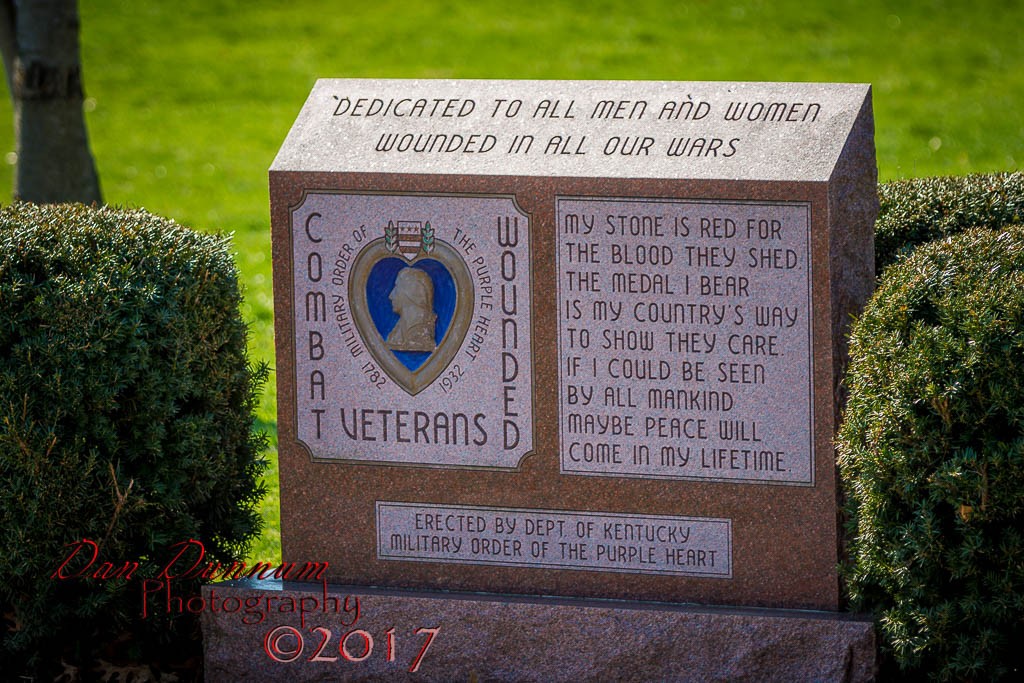 DEDICATED TO ALL MEN AND WOMEN
WOUNDED IN ALL OUR WARS
COMBAT
WOUNDED
VETERANS
MILITARY ORDER OF
THE PURPLE HEART
1782
1932
MY STONE IS RED FOR
THE BLOOD THEY SHED.
THE MEDAL I BEAR
IS MY COUNTRY'S WAY
TO SHOW THEY CARE.
IF I COULD BE SEEN
BY ALL MANKIND
MAYBE PEACE WILL
COME IN MY LIFETIME.
ERECTED BY DEPT. OF KENTUCKY
MILITARY ORDER OF THE PURPLE HEART
Dan Dunnam
Photography
©2017